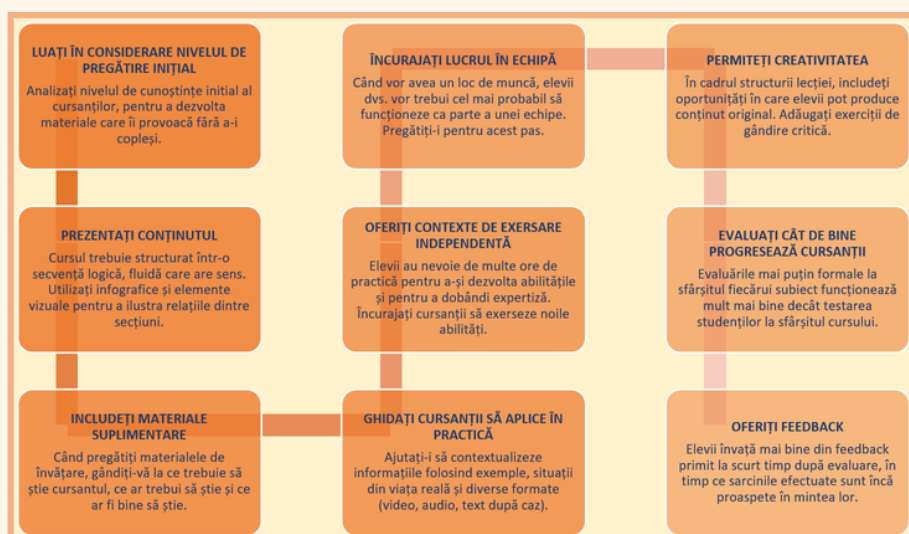 LUAȚI ÎN CONSIDERARE NIVELUL DE
PREGĂTIRE INIȚIAL
Analizați nivelul de cunoștințe inițial al
cursanților, pentru a dezvolta
materiale care îi provoacă fără a-i
copleși.
PREZENTAȚI CONȚINUTUL
Cursul trebuie structurat într-o
secvență logică, fluidă care are sens.
Utilizați infografice și elemente
vizuale pentru a ilustra relațiile dintre
secțiuni.
INCLUDEȚI MATERIALE
SUPLIMENTARE
Când pregătiți materialele de
învățare, gândiți-vă la ce trebuie să
știe cursantul, ce ar trebui să știe și ce
ar fi bine să știe.
GHIDAȚI CURSANȚII SĂ APLICE ÎN
PRACTICĂ
Ajutați-i să contextualizeze
informațiile folosind exemple, situații
din viața reală și diverse formate
(video, audio, text după caz).
OFERIȚI CONTEXTE DE EXERSARE
INDEPENDENTĂ
Elevii au nevoie de multe ore de
practică pentru a-și dezvolta abilitățile
și pentru a dobândi expertiză.
Încurajați cursanții să exerseze noile
abilități.
ÎNCURAJAȚI LUCRUL ÎN ECHIPĂ
Când vor avea un loc de muncă, elevii
dvs. vor trebui cel mai probabil să
funcționeze ca parte a unei echipe.
Pregătiți-i pentru acest pas.
PERMITEȚI CREATIVITATEA
În cadrul structurii lecției, includeți
oportunități în care elevii pot produce
conținut original. Adăugați exerciții de
gândire critică.
EVALUAȚI CÂT DE BINE
PROGRESEAZĂ CURSANȚII
Evaluările mai puțin formale la
sfârșitul fiecărui subiect funcționează
mult mai bine decât testarea
studenților la sfârșitul cursului.
OFERIȚI FEEDBACK
Elevii învață mai bine din feedback
primit la scurt timp după evaluare, în
timp ce sarcinile efectuate sunt încă
proaspete în mintea lor.